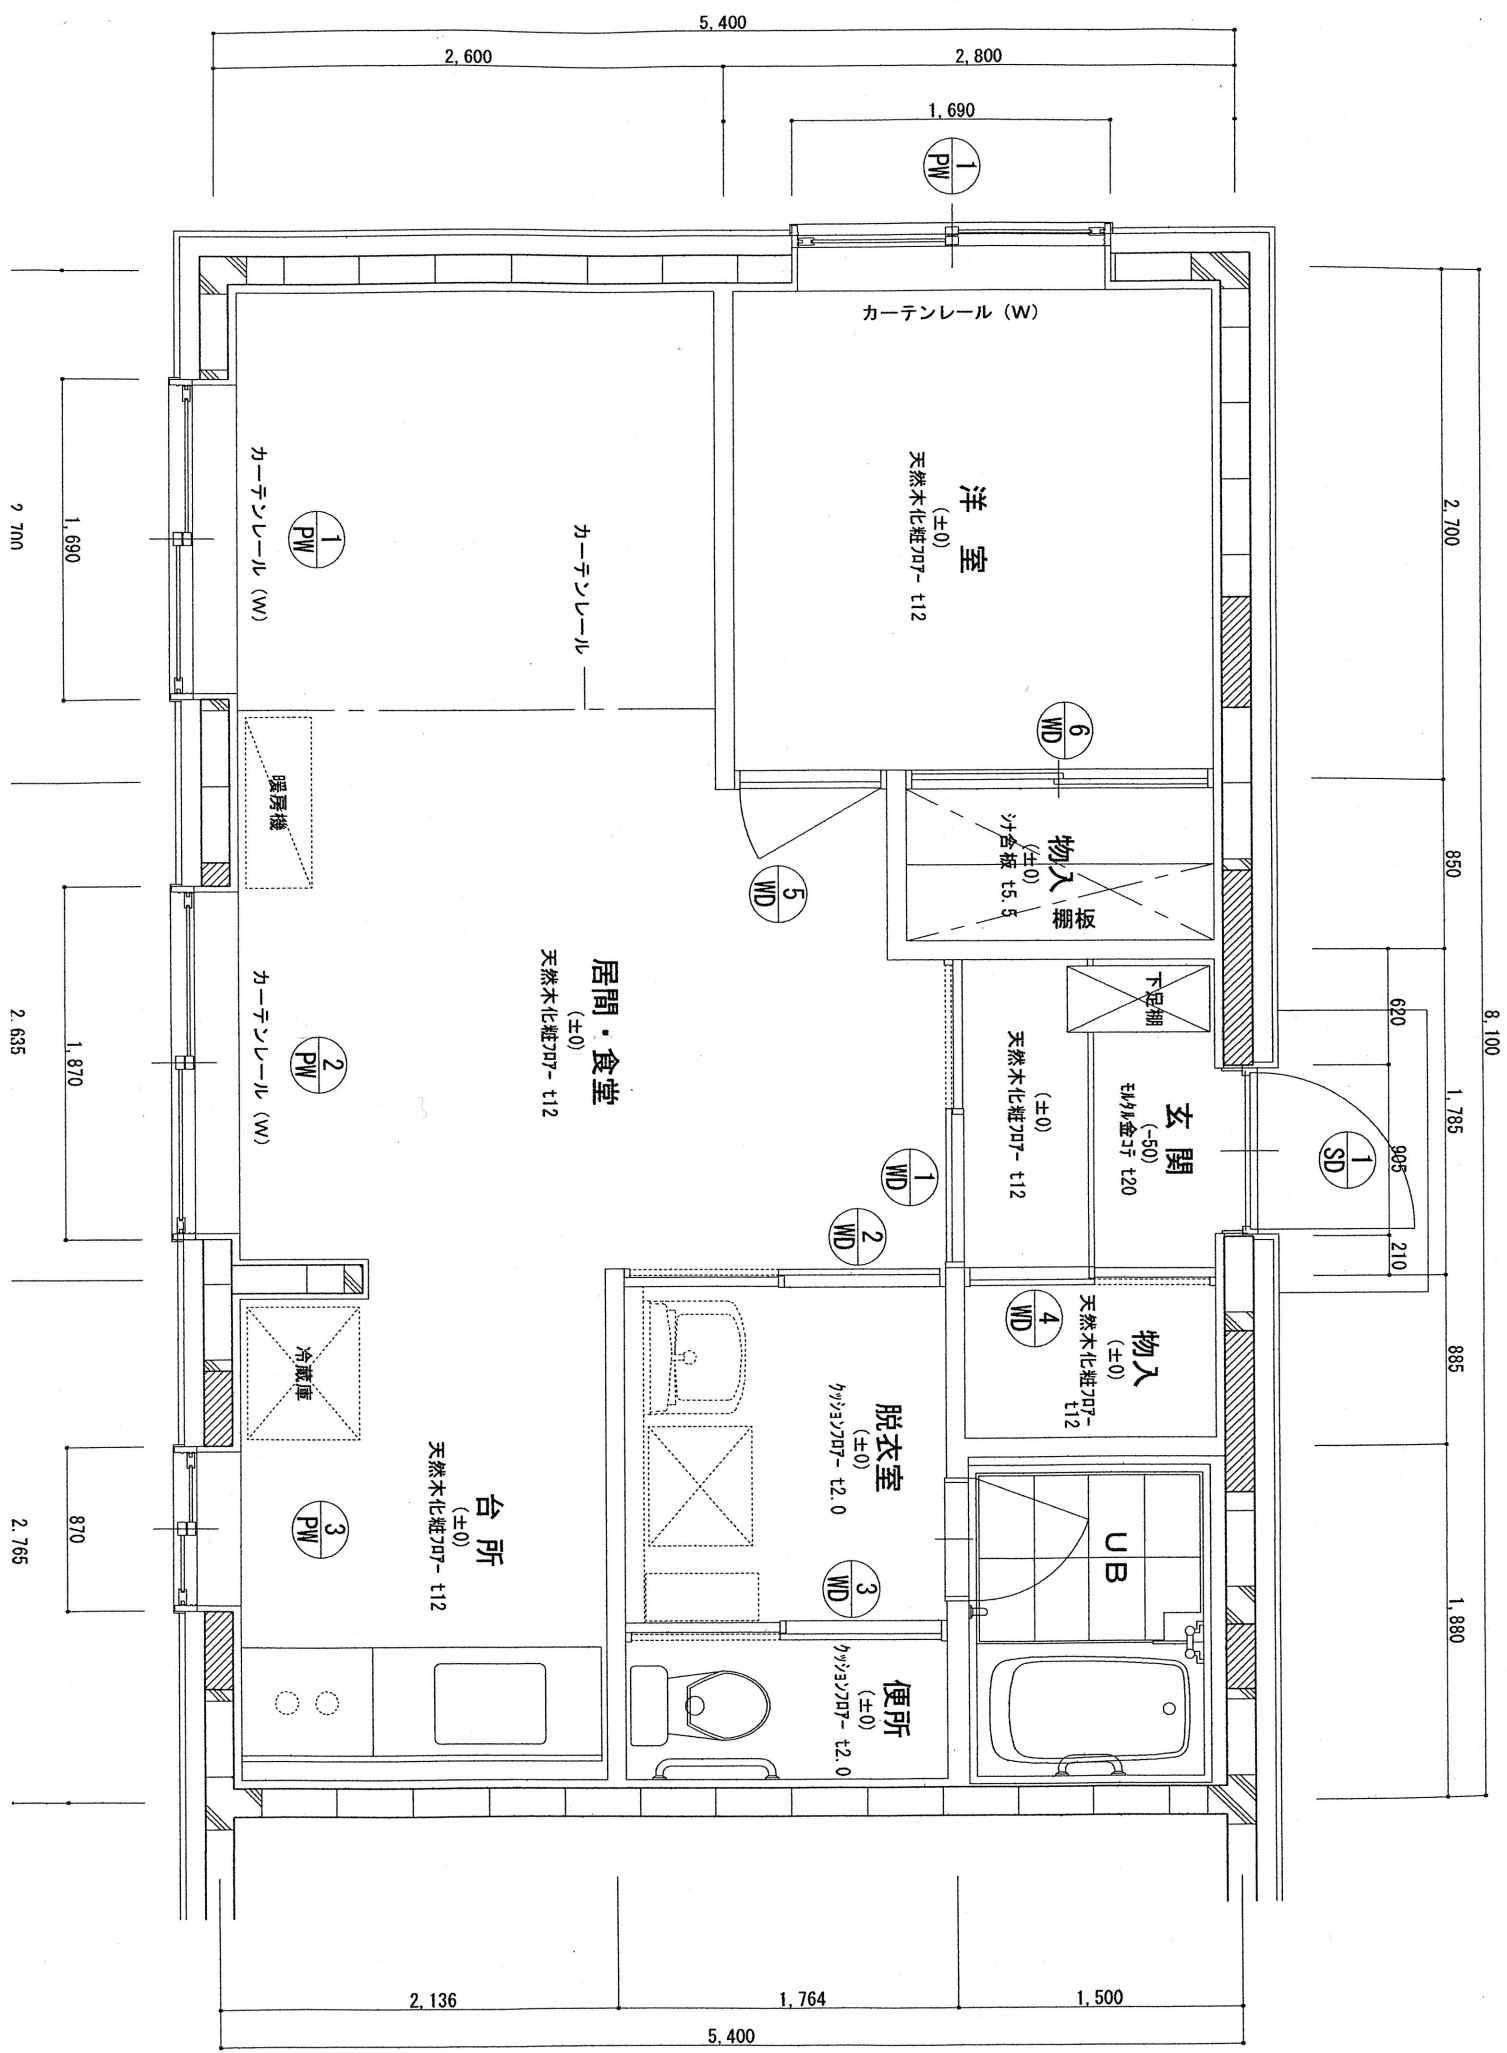 5,400
2,600
2,800
1,690
1
PW
カーテンレール (W)
洋室
(±0)
天然木化粧フロアー t12
カーテンレール (W)
1
PW
カーテンレール
6
WD
暖房機
5
WD
物入
(±0)
シナ合板 t5.5
棚板
下足棚
居間・食堂
(±0)
天然木化粧フロアー t12
カーテンレール (W)
2
PW
(±0)
天然木化粧フロアー t12
玄関
(-50)
モルタル金コテ t20
1
SD
1
WD
2
WD
4
WD
物入
(±0)
天然木化粧フロアー
t12
冷蔵庫
脱衣室
(±0)
クッションフロアー t2.0
3
WD
UB
台所
(±0)
天然木化粧フロアー t12
3
PW
便所
(±0)
クッションフロアー t2.0
2,700
850
1,785
885
1,880
8,100
620
905
210
1,690
1,870
870
2,700
2,635
2,765
2,136
1,764
1,500
5,400